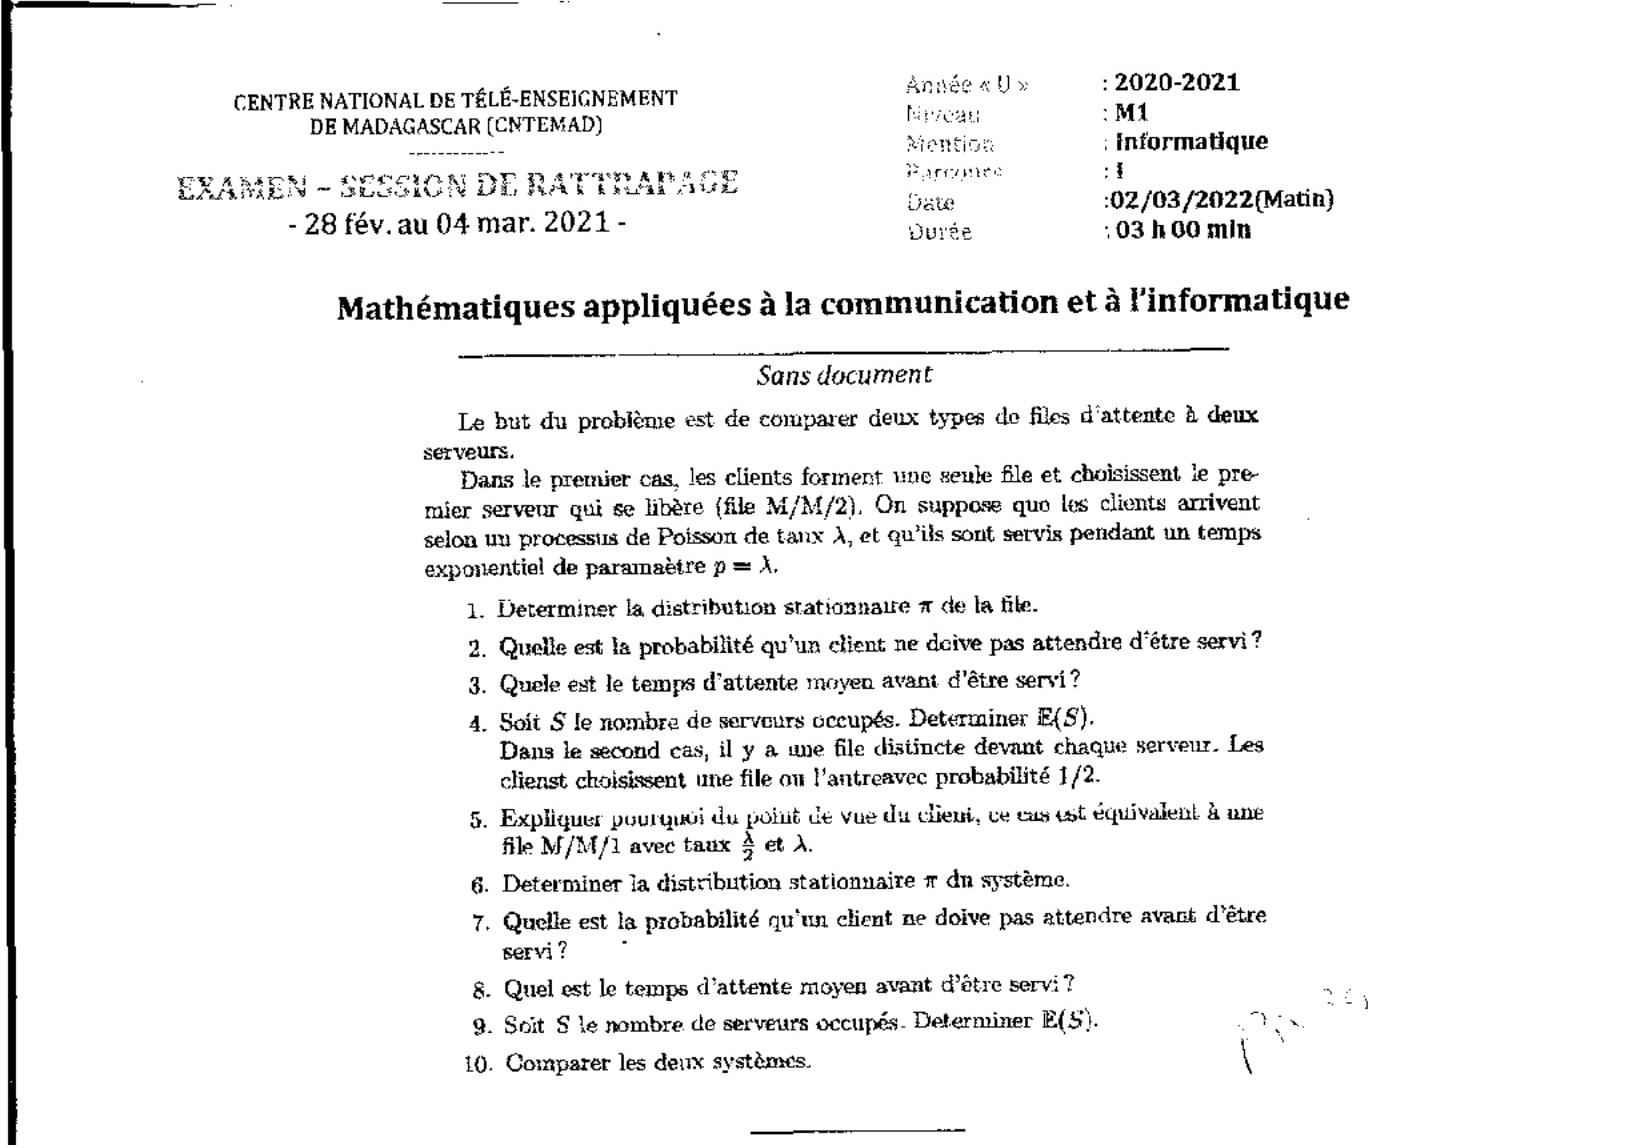 CENTRE NATIONAL DE TÉLÉ-ENSEIGNEMENT
DE MADAGASCAR (CNTEMAD)
------------
EXAMEN – SESSION DE RATTRAPAGE
- 28 fév. au 04 mar. 2021 -
Année « U » : 2020-2021
Niveau : M1
Mention : Informatique
Parcours : I
Date :02/03/2022(Matin)
Durée : 03 h 00 min
Mathématiques appliquées à la communication et à l'informatique
Sans document
Le but du problème est de comparer deux types de files d'attente à deux
serveurs.
Dans le premier cas, les clients forment une seule file et choisissent le pre-
mier serveur qui se libère (file M/M/2). On suppose que les clients arrivent
selon un processus de Poisson de taux λ, et qu'ils sont servis pendant un temps
exponentiel de paramaètre p = λ.
1. Determiner la distribution stationnaire π de la file.
2. Quelle est la probabilité qu'un client ne doive pas attendre d'être servi ?
3. Quele est le temps d'attente moyen avant d'être servi ?
4. Soit S le nombre de serveurs occupés. Determiner 𝔼(S).
Dans le second cas, il y a une file distincte devant chaque serveur. Les
clienst choisissent une file ou l'autreavec probabilité 1/2.
5. Expliquer pourquoi du point de vue du client, ce cas est équivalent à une
file M/M/1 avec taux λ/2 et λ.
6. Determiner la distribution stationnaire π du système.
7. Quelle est la probabilité qu'un client ne doive pas attendre avant d'être
servi ?
8. Quel est le temps d'attente moyen avant d'être servi ?
9. Soit S le nombre de serveurs occupés. Determiner 𝔼(S).
10. Comparer les deux systèmes.